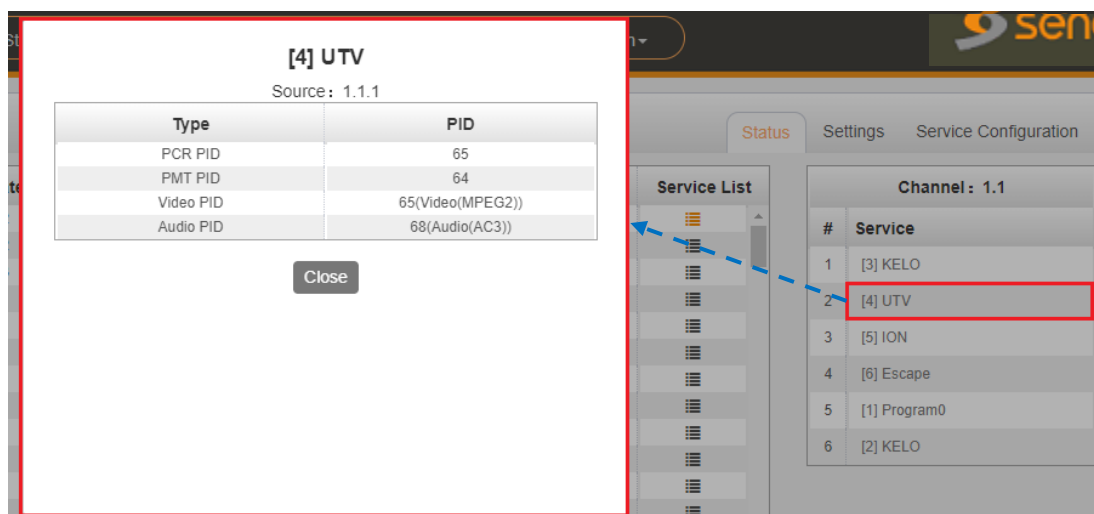 [4] UTV
Source：1.1.1
Type PID
PCR PID 65
PMT PID 64
Video PID 65(Video(MPEG2))
Audio PID 68(Audio(AC3))
Close
Status Settings Service Configuration
Service List
Channel：1.1
# Service
1 [3] KELO
2 [4] UTV
3 [5] ION
4 [6] Escape
5 [1] Program0
6 [2] KELO